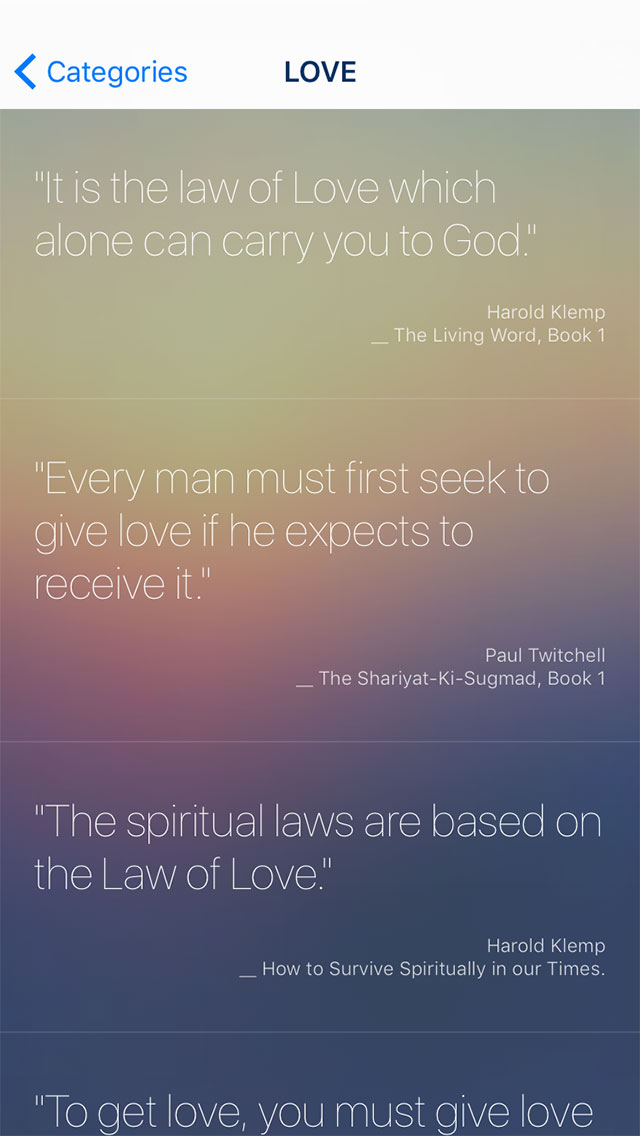 Categories
LOVE
"It is the law of Love which
alone can carry you to God."
Harold Klemp
__ The Living Word, Book 1
"Every man must first seek to
give love if he expects to
receive it."
Paul Twitchell
__ The Shariyat-Ki-Sugmad, Book 1
"The spiritual laws are based on
the Law of Love."
Harold Klemp
__ How to Survive Spiritually in our Times.
"To get love, you must give love